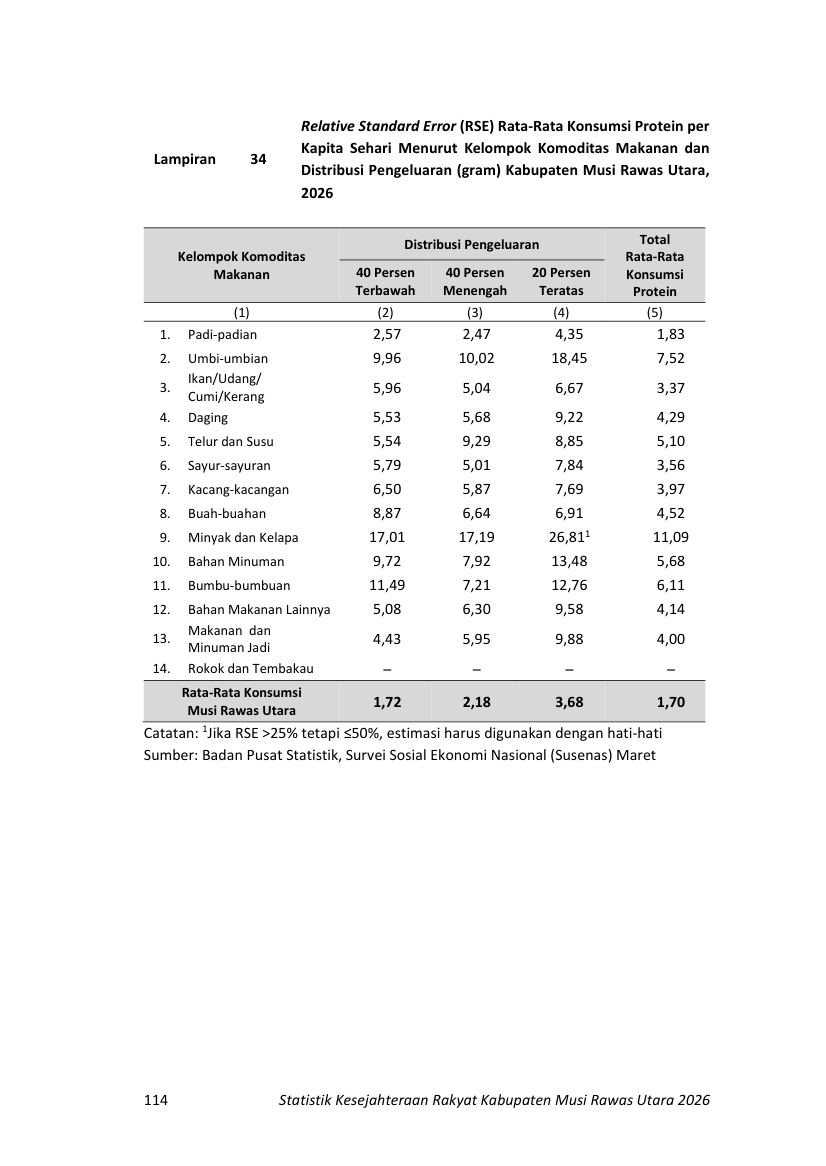 Relative Standard Error (RSE) Rata-Rata Konsumsi Protein per
Kapita Sehari Menurut Kelompok Komoditas Makanan dan
Distribusi Pengeluaran (gram) Kabupaten Musi Rawas Utara,
2026
Lampiran 34
Kelompok Komoditas
Makanan
Distribusi Pengeluaran
Total
Rata-Rata
Konsumsi
Protein
40 Persen
Terbawah
40 Persen
Menengah
20 Persen
Teratas
(1) (2) (3) (4) (5)
1. Padi-padian 2,57 2,47 4,35 1,83
2. Umbi-umbian 9,96 10,02 18,45 7,52
3. Ikan/Udang/
Cumi/Kerang 5,96 5,04 6,67 3,37
4. Daging 5,53 5,68 9,22 4,29
5. Telur dan Susu 5,54 9,29 8,85 5,10
6. Sayur-sayuran 5,79 5,01 7,84 3,56
7. Kacang-kacangan 6,50 5,87 7,69 3,97
8. Buah-buahan 8,87 6,64 6,91 4,52
9. Minyak dan Kelapa 17,01 17,19 26,81¹ 11,09
10. Bahan Minuman 9,72 7,92 13,48 5,68
11. Bumbu-bumbuan 11,49 7,21 12,76 6,11
12. Bahan Makanan Lainnya 5,08 6,30 9,58 4,14
13. Makanan dan
Minuman Jadi 4,43 5,95 9,88 4,00
14. Rokok dan Tembakau – – – –
Rata-Rata Konsumsi
Musi Rawas Utara 1,72 2,18 3,68 1,70
Catatan: ¹Jika RSE >25% tetapi ≤50%, estimasi harus digunakan dengan hati-hati
Sumber: Badan Pusat Statistik, Survei Sosial Ekonomi Nasional (Susenas) Maret
114 Statistik Kesejahteraan Rakyat Kabupaten Musi Rawas Utara 2026